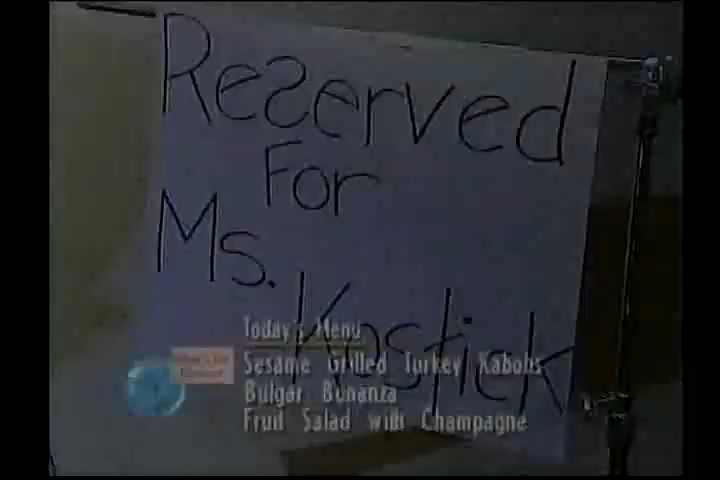 Reserved
For
Ms. Kostick
Today's Menu
Sesame Grilled Turkey Kabobs
Bulgar Bonanza
Fruit Salad with Champagne